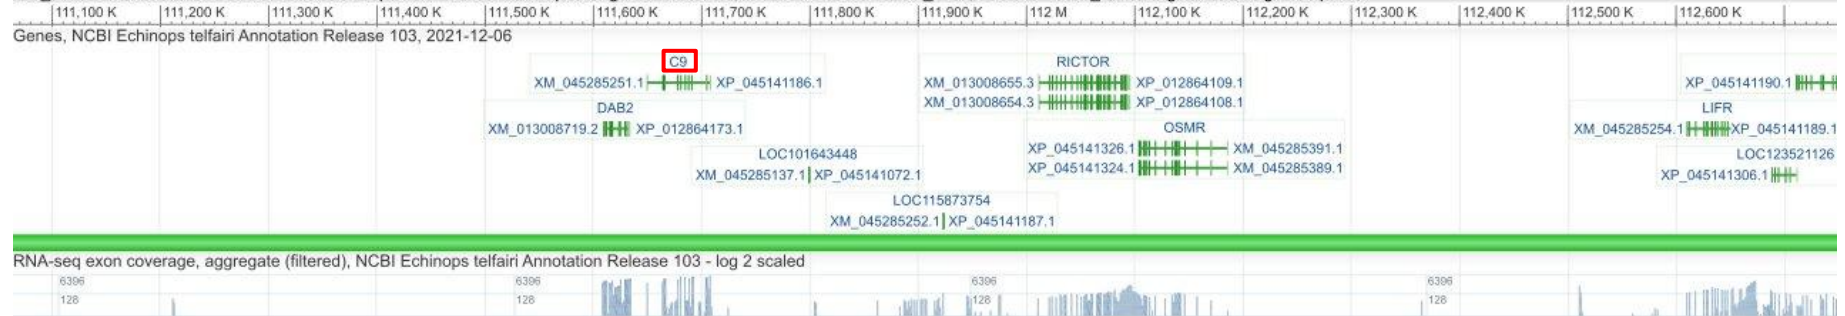 111,100 K 111,200 K 111,300 K 111,400 K 111,500 K 111,600 K 111,700 K 111,800 K 111,900 K 112 M 112,100 K 112,200 K 112,300 K 112,400 K 112,500 K 112,600 K
Genes, NCBI Echinops telfairi Annotation Release 103, 2021-12-06
C9 RICTOR
XM_045285251.1 XP_045141186.1 XM_013008655.3 XP_012864109.1 XP_045141190.1
DAB2 XM_013008654.3 XP_012864108.1 LIFR
XM_013008719.2 XP_012864173.1 OSMR XM_045285254.1 XP_045141189.1
LOC101643448 XP_045141326.1 XM_045285391.1 LOC123521126
XM_045285137.1 XP_045141072.1 XP_045141324.1 XM_045285389.1 XP_045141306.1
LOC115873754
XM_045285252.1 XP_045141187.1
RNA-seq exon coverage, aggregate (filtered), NCBI Echinops telfairi Annotation Release 103 - log 2 scaled
6396 6396 6396 6396
128 128 128 128